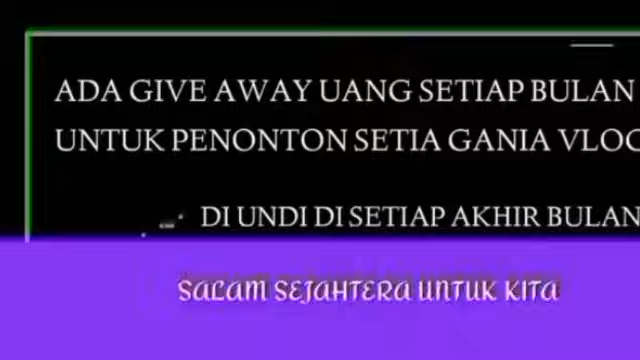 ADA GIVE AWAY UANG SETIAP BULAN
UNTUK PENONTON SETIA GANIA VLOG
DI UNDI DI SETIAP AKHIR BULAN
SALAM SEJAHTERA UNTUK KITA